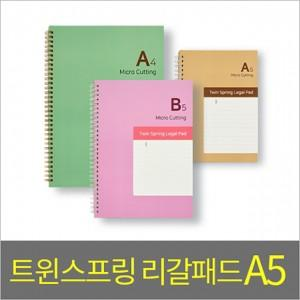 A4
Micro Cutting
B5
Micro Cutting
Twin Spring Legal Pad
Twin Spring Legal Pad
트윈스프링 리갈패드 A5